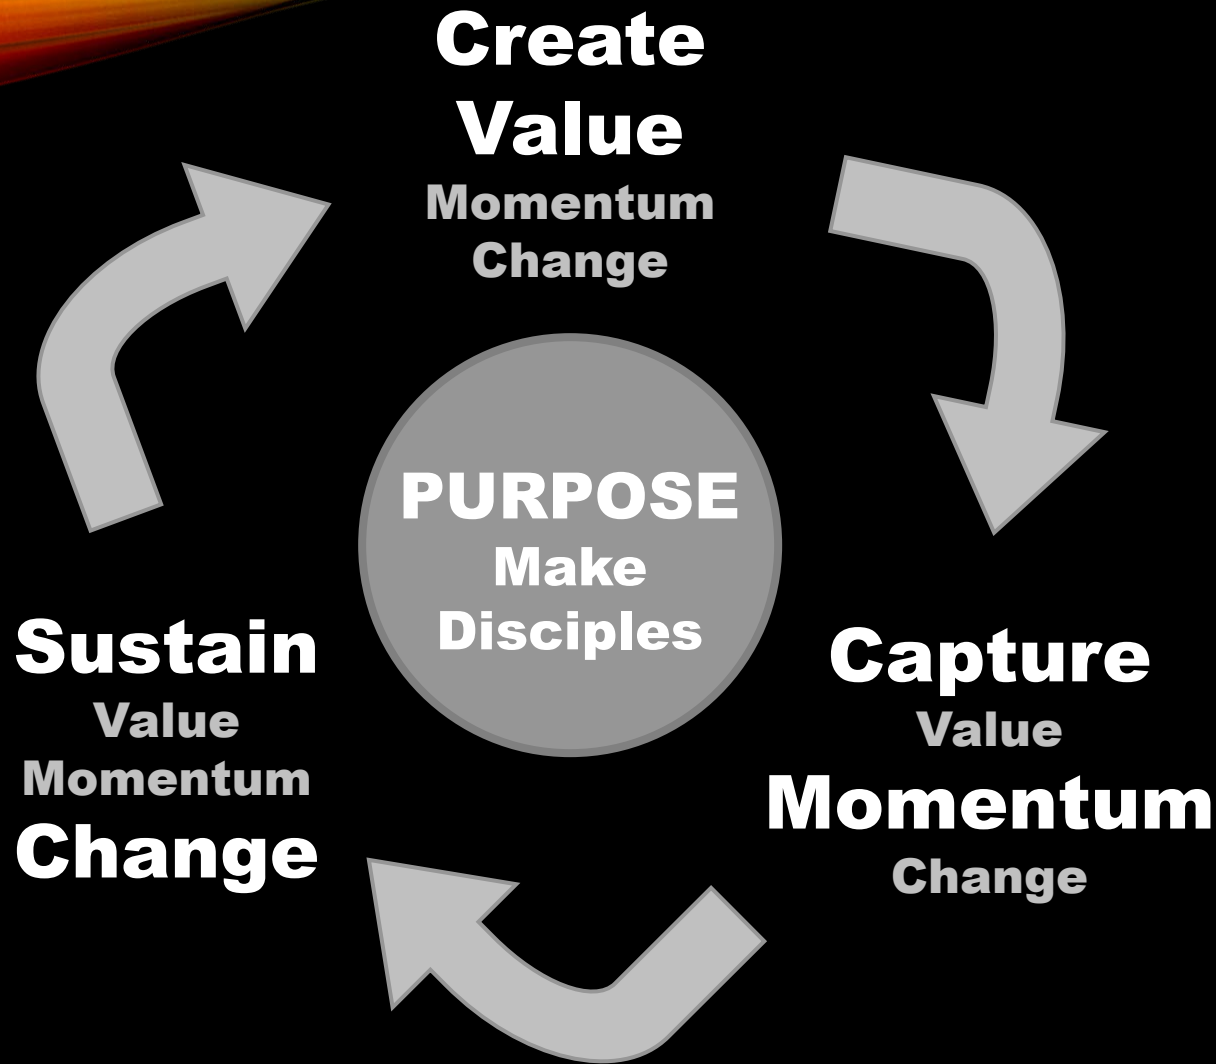 Create
Value
Momentum
Change
PURPOSE
Make
Disciples
Sustain
Value
Momentum
Change
Capture
Value
Momentum
Change